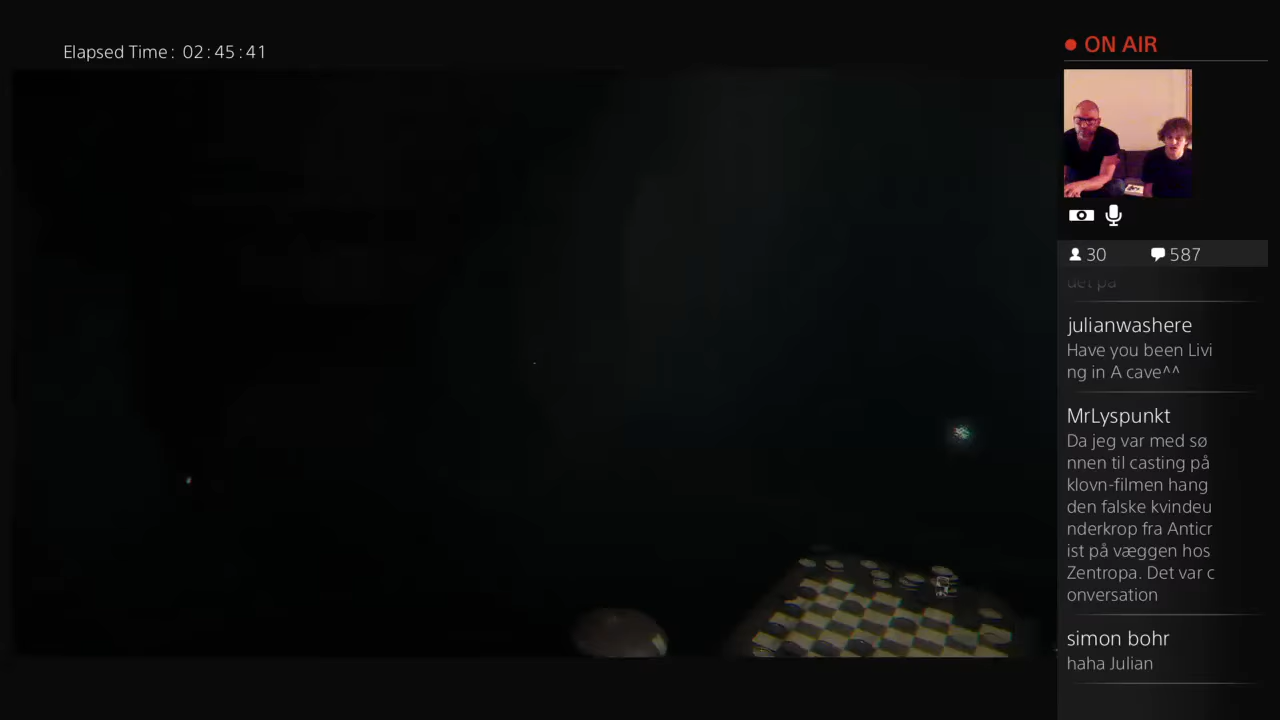 Elapsed Time: 02:45:41
ON AIR
30 587
det på
julianwashere
Have you been Livi
ng in A cave^^
MrLyspunkt
Da jeg var med sø
nnen til casting på
klovn-filmen hang
den falske kvindeu
nderkrop fra Anticr
ist på væggen hos
Zentropa. Det var c
onversation
simon bohr
haha Julian